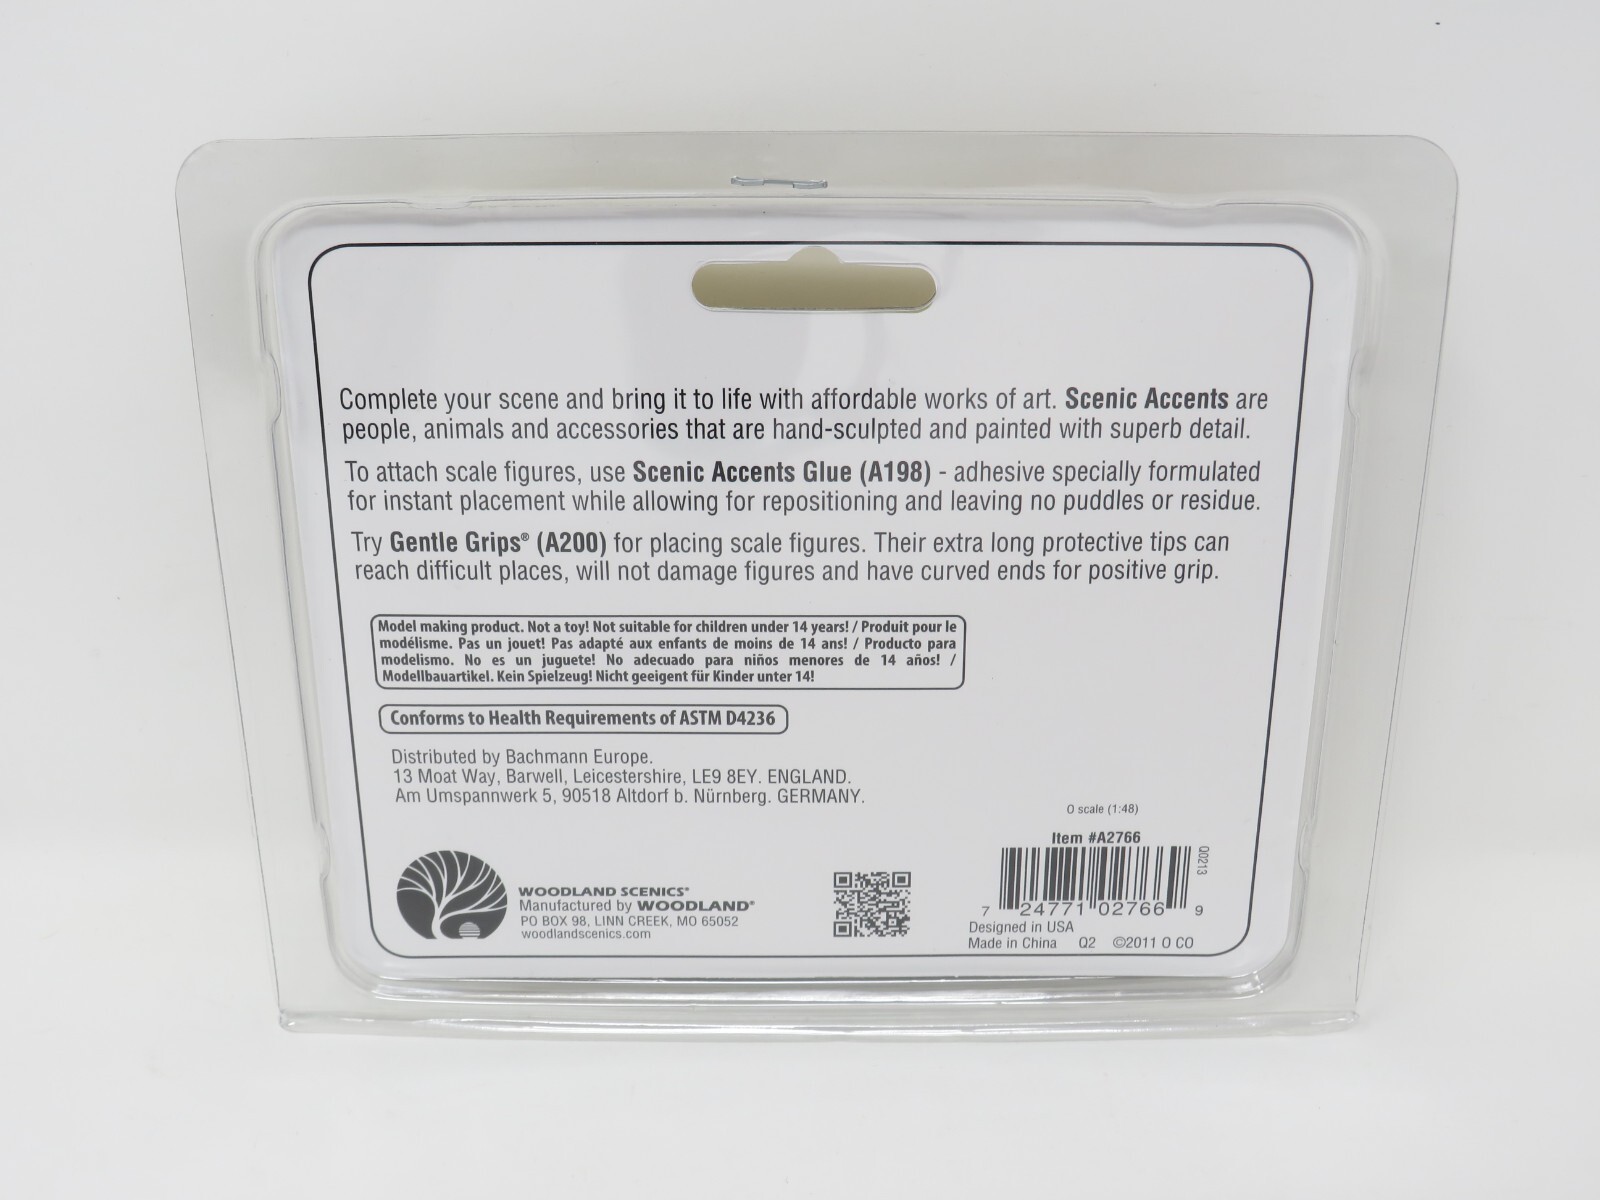 Complete your scene and bring it to life with affordable works of art. Scenic Accents are
people, animals and accessories that are hand-sculpted and painted with superb detail.
To attach scale figures, use Scenic Accents Glue (A198) - adhesive specially formulated
for instant placement while allowing for repositioning and leaving no puddles or residue.
Try Gentle Grips® (A200) for placing scale figures. Their extra long protective tips can
reach difficult places, will not damage figures and have curved ends for positive grip.
Model making product. Not a toy! Not suitable for children under 14 years! / Produit pour le
modélisme. Pas un jouet! Pas adapté aux enfants de moins de 14 ans! / Producto para
modelismo. No es un juguete! No adecuado para niños menores de 14 años! /
Modellbauartikel. Kein Spielzeug! Nicht geeigent für Kinder unter 14!
Conforms to Health Requirements of ASTM D4236
Distributed by Bachmann Europe.
13 Moat Way, Barwell, Leicestershire, LE9 8EY. ENGLAND.
Am Umspannwerk 5, 90518 Altdorf b. Nürnberg. GERMANY.
WOODLAND SCENICS®
Manufactured by WOODLAND®
PO BOX 98, LINN CREEK, MO 65052
woodlandscenics.com
O scale (1:48)
Item #A2766
00213
7 24771 02766 9
Designed in USA
Made in China Q2 ©2011 O CO